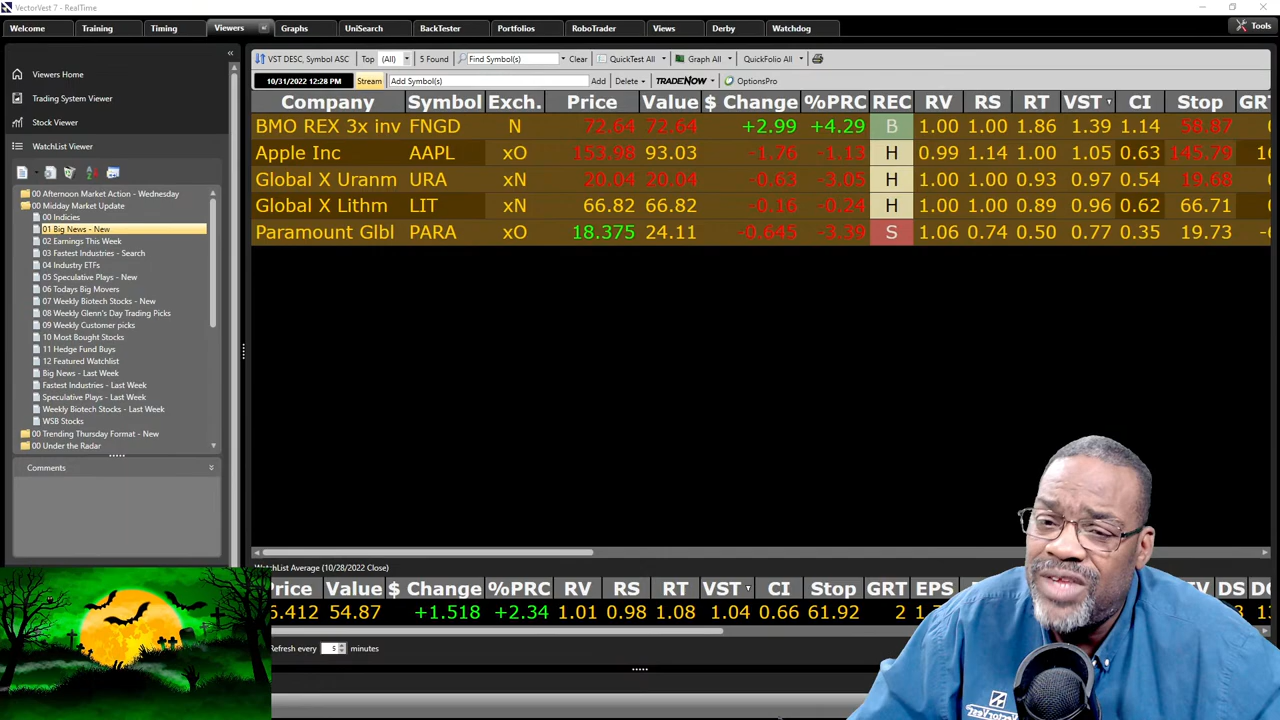 VectorVest 7 - RealTime
Welcome Training Timing Viewers Graphs UniSearch BackTester Portfolios RoboTrader Views Derby Watchdog Tools
VST DESC, Symbol ASC Top (All) 5 Found Find Symbol(s) Clear QuickTest All Graph All QuickFolio All
10/31/2022 12:28 PM Stream Add Symbol(s) Add Delete TRADENOW OptionsPro
Viewers Home
Trading System Viewer
Stock Viewer
WatchList Viewer
00 Afternoon Market Action - Wednesday
00 Midday Market Update
00 Indicies
01 Big News - New
02 Earnings This Week
03 Fastest Industries - Search
04 Industry ETFs
05 Speculative Plays - New
06 Todays Big Movers
07 Weekly Biotech Stocks - New
08 Weekly Glenn's Day Trading Picks
09 Weekly Customer picks
10 Most Bought Stocks
11 Hedge Fund Buys
12 Featured Watchlist
Big News - Last Week
Fastest Industries - Last Week
Speculative Plays - Last Week
Weekly Biotech Stocks - Last Week
WSB Stocks
00 Trending Thursday Format - New
00 Under the Radar
Comments
Company Symbol Exch. Price Value $ Change %PRC REC RV RS RT VST CI Stop GRT
BMO REX 3x inv FNGD N 72.64 72.64 +2.99 +4.29 B 1.00 1.00 1.86 1.39 1.14 58.87
Apple Inc AAPL xO 153.98 93.03 -1.76 -1.13 H 0.99 1.14 1.00 1.05 0.63 145.79
Global X Uranm URA xN 20.04 20.04 -0.63 -3.05 H 1.00 1.00 0.93 0.97 0.54 19.68
Global X Lithm LIT xN 66.82 66.82 -0.16 -0.24 H 1.00 1.00 0.89 0.96 0.62 66.71
Paramount Glbl PARA xO 18.375 24.11 -0.645 -3.39 S 1.06 0.74 0.50 0.77 0.35 19.73
WatchList Average (10/28/2022 Close)
Price Value $ Change %PRC RV RS RT VST CI Stop GRT EPS DS
6.412 54.87 +1.518 +2.34 1.01 0.98 1.08 1.04 0.66 61.92 2
Refresh every 5 minutes